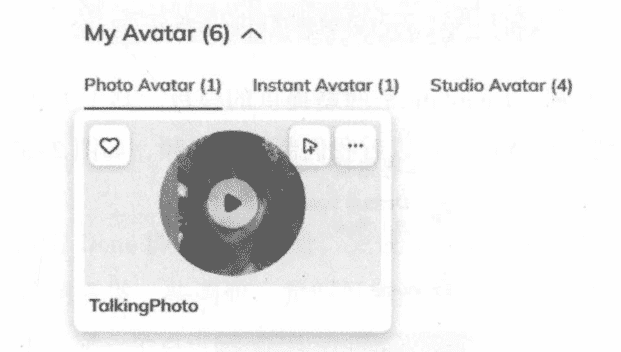 My Avatar (6)
Photo Avatar (1) Instant Avatar (1) Studio Avatar (4)
TalkingPhoto